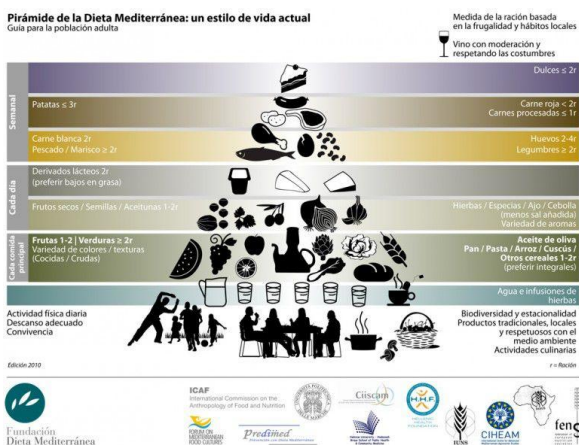 Pirámide de la Dieta Mediterránea: un estilo de vida actual
Guía para la población adulta
Medida de la ración basada
en la frugalidad y hábitos locales
Vino con moderación y
respetando las costumbres
Semanal
Dulces ≤ 2r
Patatas ≤ 3r
Carne roja < 2r
Carnes procesadas ≤ 1r
Carne blanca 2r
Pescado / Marisco ≥ 2r
Huevos 2-4r
Legumbres ≥ 2r
Cada día
Derivados lácteos 2r
(preferir bajos en grasa)
Frutos secos / Semillas / Aceitunas 1-2r
Hierbas / Especias / Ajo / Cebolla
(menos sal añadida)
Variedad de aromas
Cada comida
principal
Frutas 1-2 | Verduras ≥ 2r
Variedad de colores / texturas
(Cocidas / Crudas)
Aceite de oliva
Pan / Pasta / Arroz / Cuscús /
Otros cereales 1-2r
(preferir integrales)
Agua e infusiones de
hierbas
Actividad física diaria
Descanso adecuado
Convivencia
Biodiversidad y estacionalidad
Productos tradicionales, locales
y respetuosos con el
medio ambiente
Actividades culinarias
Edición 2010
r = Ración
Fundación
Dieta Mediterránea
ICAF
International Commission on the
Anthropology of Food and Nutrition
FORUM ON
MEDITERRANEAN
FOOD CULTURES
Predimed
Ciiscam
H.H.F.
IUNS
CIHEAM